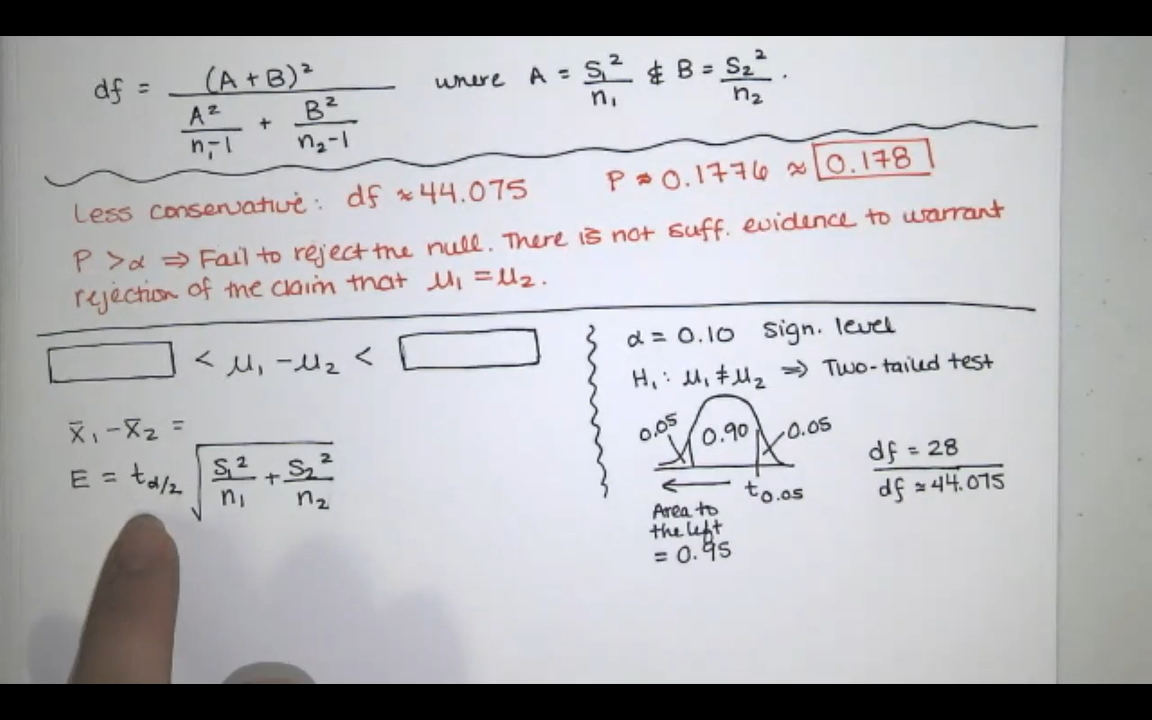 df = (A + B)² / (A²/(n₁-1) + B²/(n₂-1)) where A = S₁²/n₁ & B = S₂²/n₂.
Less conservative: df ≈ 44.075 P ≈ 0.1776 ≈ 0.178
P > α ⇒ Fail to reject the null. There is not suff. evidence to warrant
rejection of the claim that μ₁ = μ₂.
< μ₁ - μ₂ <
x̄₁ - x̄₂ =
E = t_α/2 √(S₁²/n₁ + S₂²/n₂)
α = 0.10 sign. level
H₁: μ₁ ≠ μ₂ ⇒ Two-tailed test
0.05 0.90 0.05
t₀.₀₅
Area to
the left
= 0.95
df = 28
df ≈ 44.075